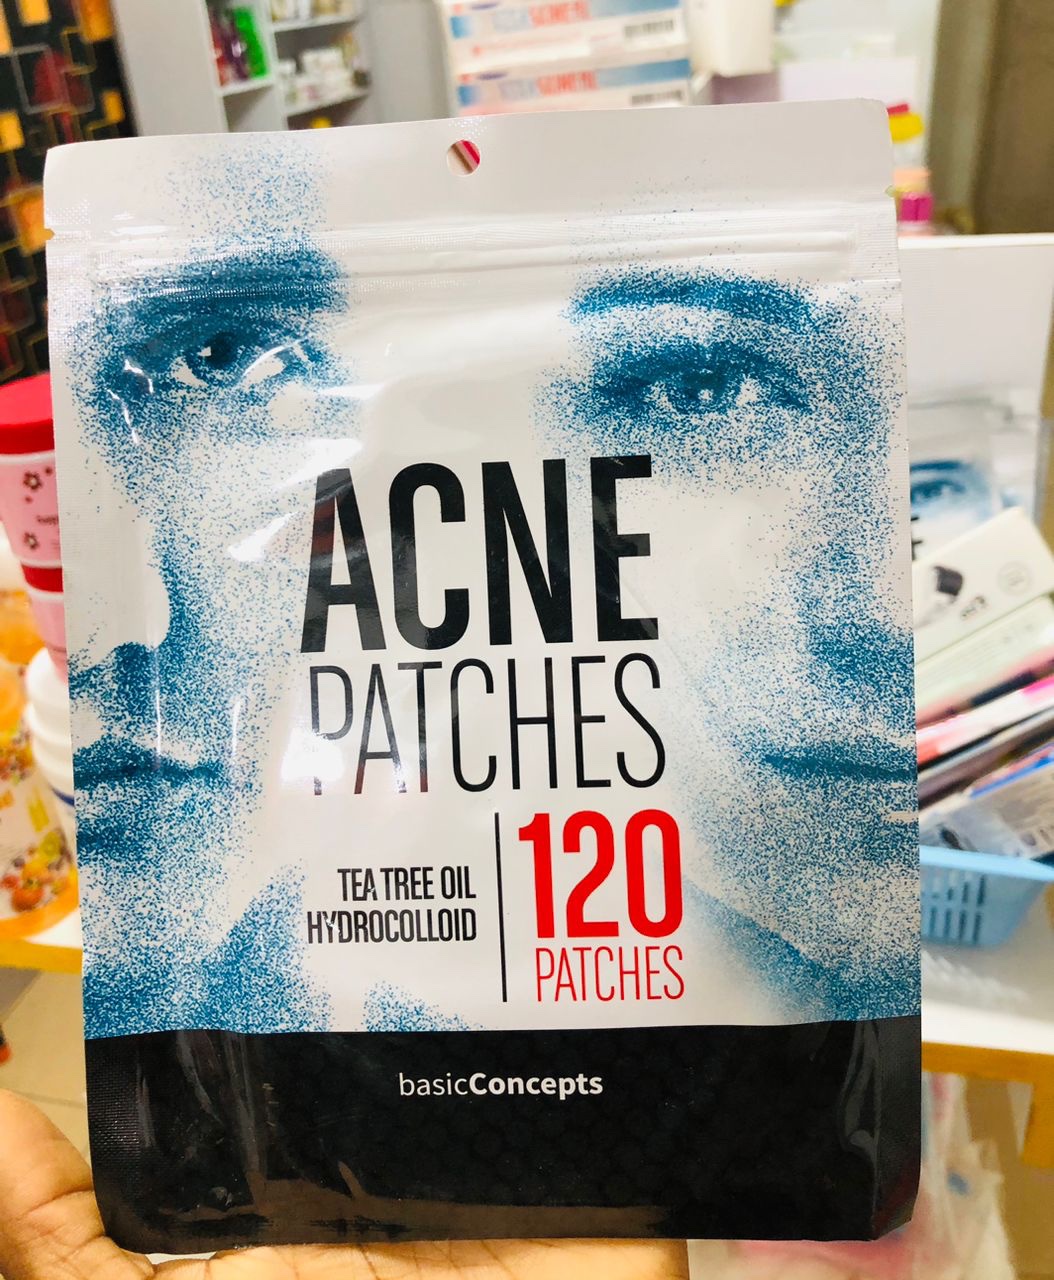 ACNE
PATCHES
TEA TREE OIL
HYDROCOLLOID
120
PATCHES
basicConcepts